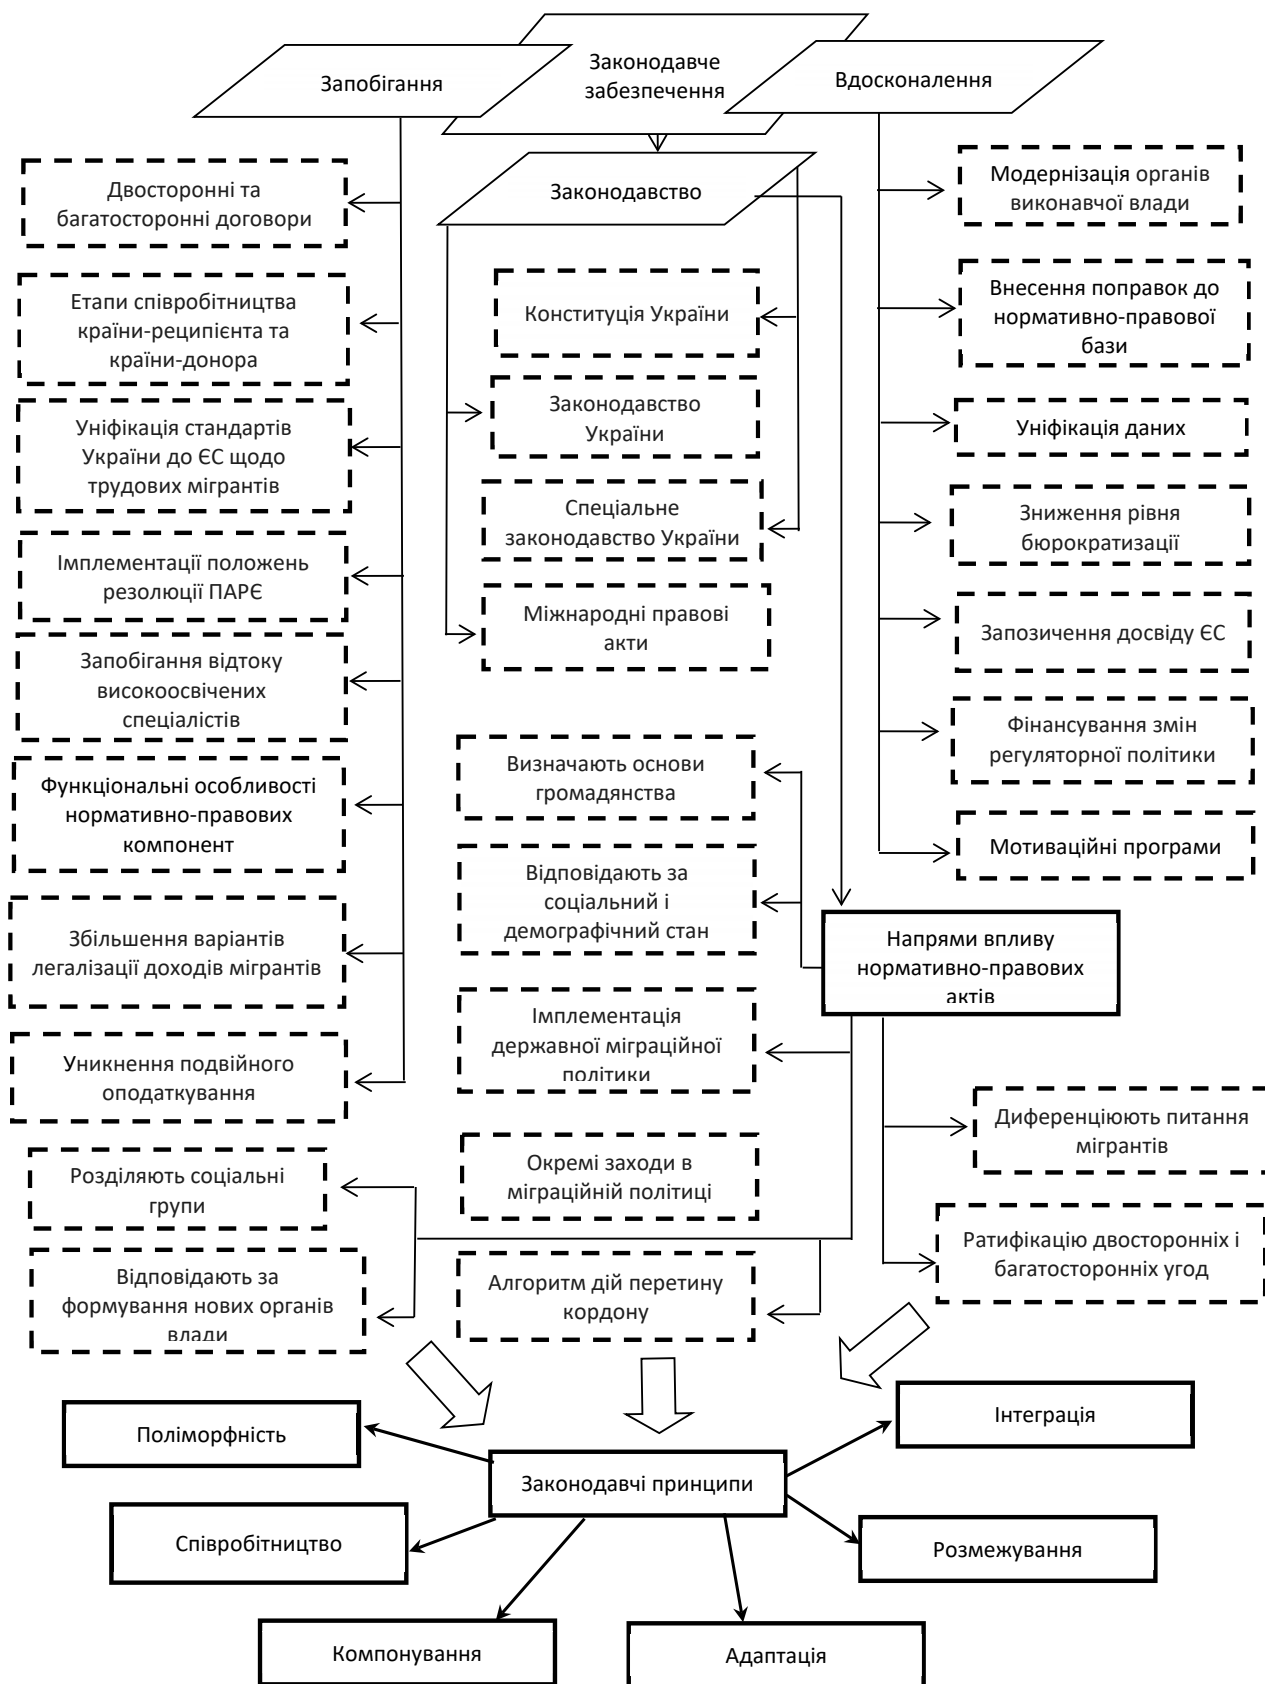 Запобігання
Законодавче
забезпечення
Вдосконалення
Законодавство
Двосторонні та
багатосторонні договори
Етапи співробітництва
країни-реципієнта та
країни-донора
Уніфікація стандартів
України до ЄС щодо
трудових мігрантів
Імплементації положень
резолюції ПАРЄ
Запобігання відтоку
високоосвічених
спеціалістів
Функціональні особливості
нормативно-правових
компонент
Збільшення варіантів
легалізації доходів мігрантів
Уникнення подвійного
оподаткування
Конституція України
Законодавство
України
Спеціальне
законодавство України
Міжнародні правові
акти
Модернізація органів
виконавчої влади
Внесення поправок до
нормативно-правової
бази
Уніфікація даних
Зниження рівня
бюрократизації
Запозичення досвіду ЄС
Фінансування змін
регуляторної політики
Мотиваційні програми
Визначають основи
громадянства
Відповідають за
соціальний і
демографічний стан
Імплементація
державної міграційної
політики
Окремі заходи в
міграційній політиці
Алгоритм дій перетину
кордону
Напрями впливу
нормативно-правових
актів
Розділяють соціальні
групи
Відповідають за
формування нових органів
влади
Диференціюють питання
мігрантів
Ратифікацію двосторонніх і
багатосторонніх угод
Законодавчі принципи
Поліморфність
Співробітництво
Компонування
Адаптація
Розмежування
Інтеграція